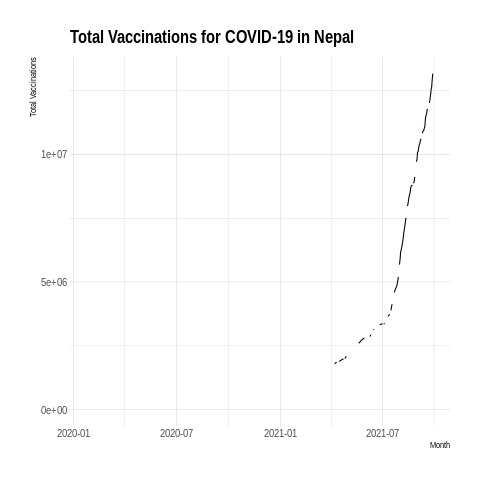 Total Vaccinations for COVID-19 in Nepal
Total Vaccinations
1e+07
5e+06
0e+00
2020-01 2020-07 2021-01 2021-07
Month